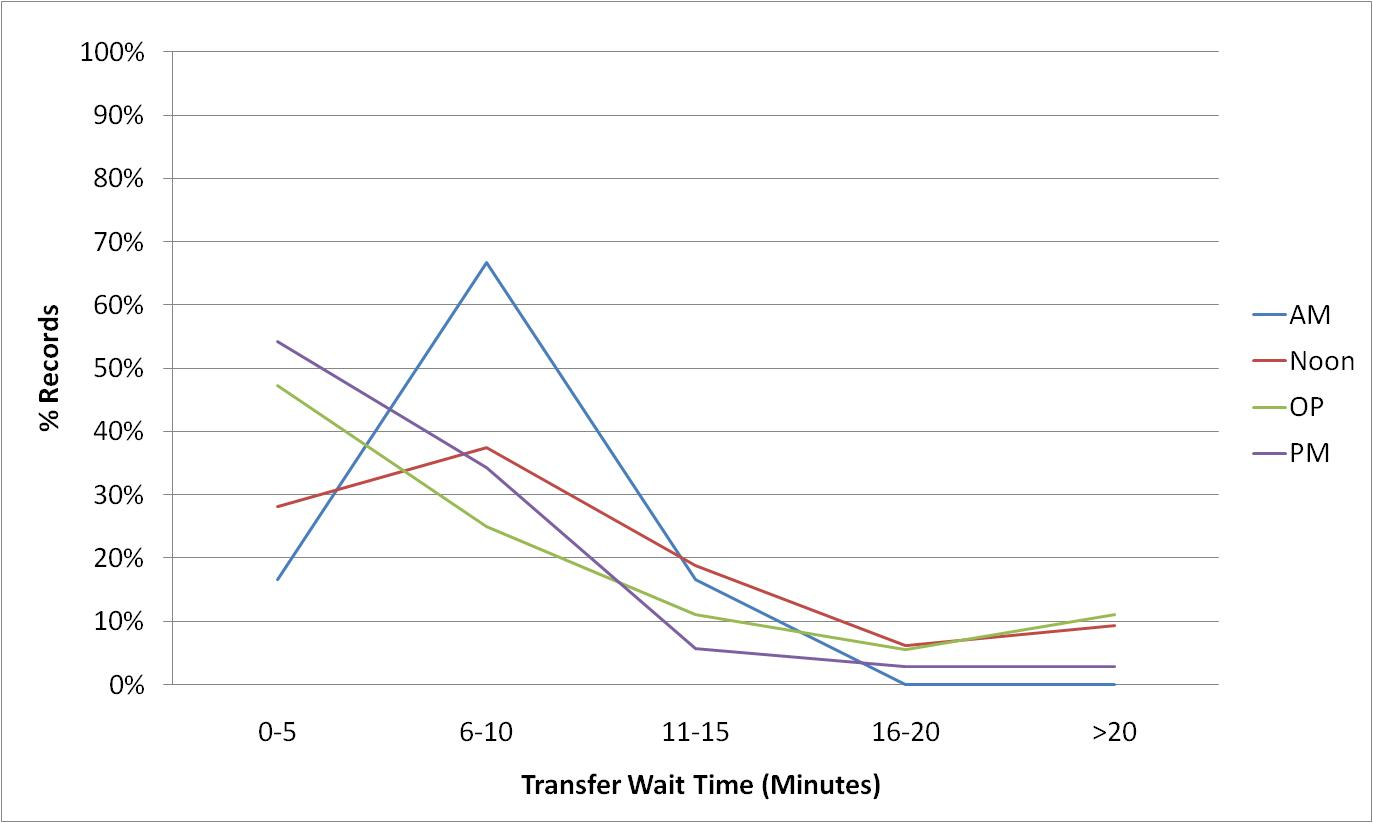 100%
90%
80%
70%
60%
50%
40%
30%
20%
10%
0%
% Records
0-5 6-10 11-15 16-20 >20
Transfer Wait Time (Minutes)
AM
Noon
OP
PM